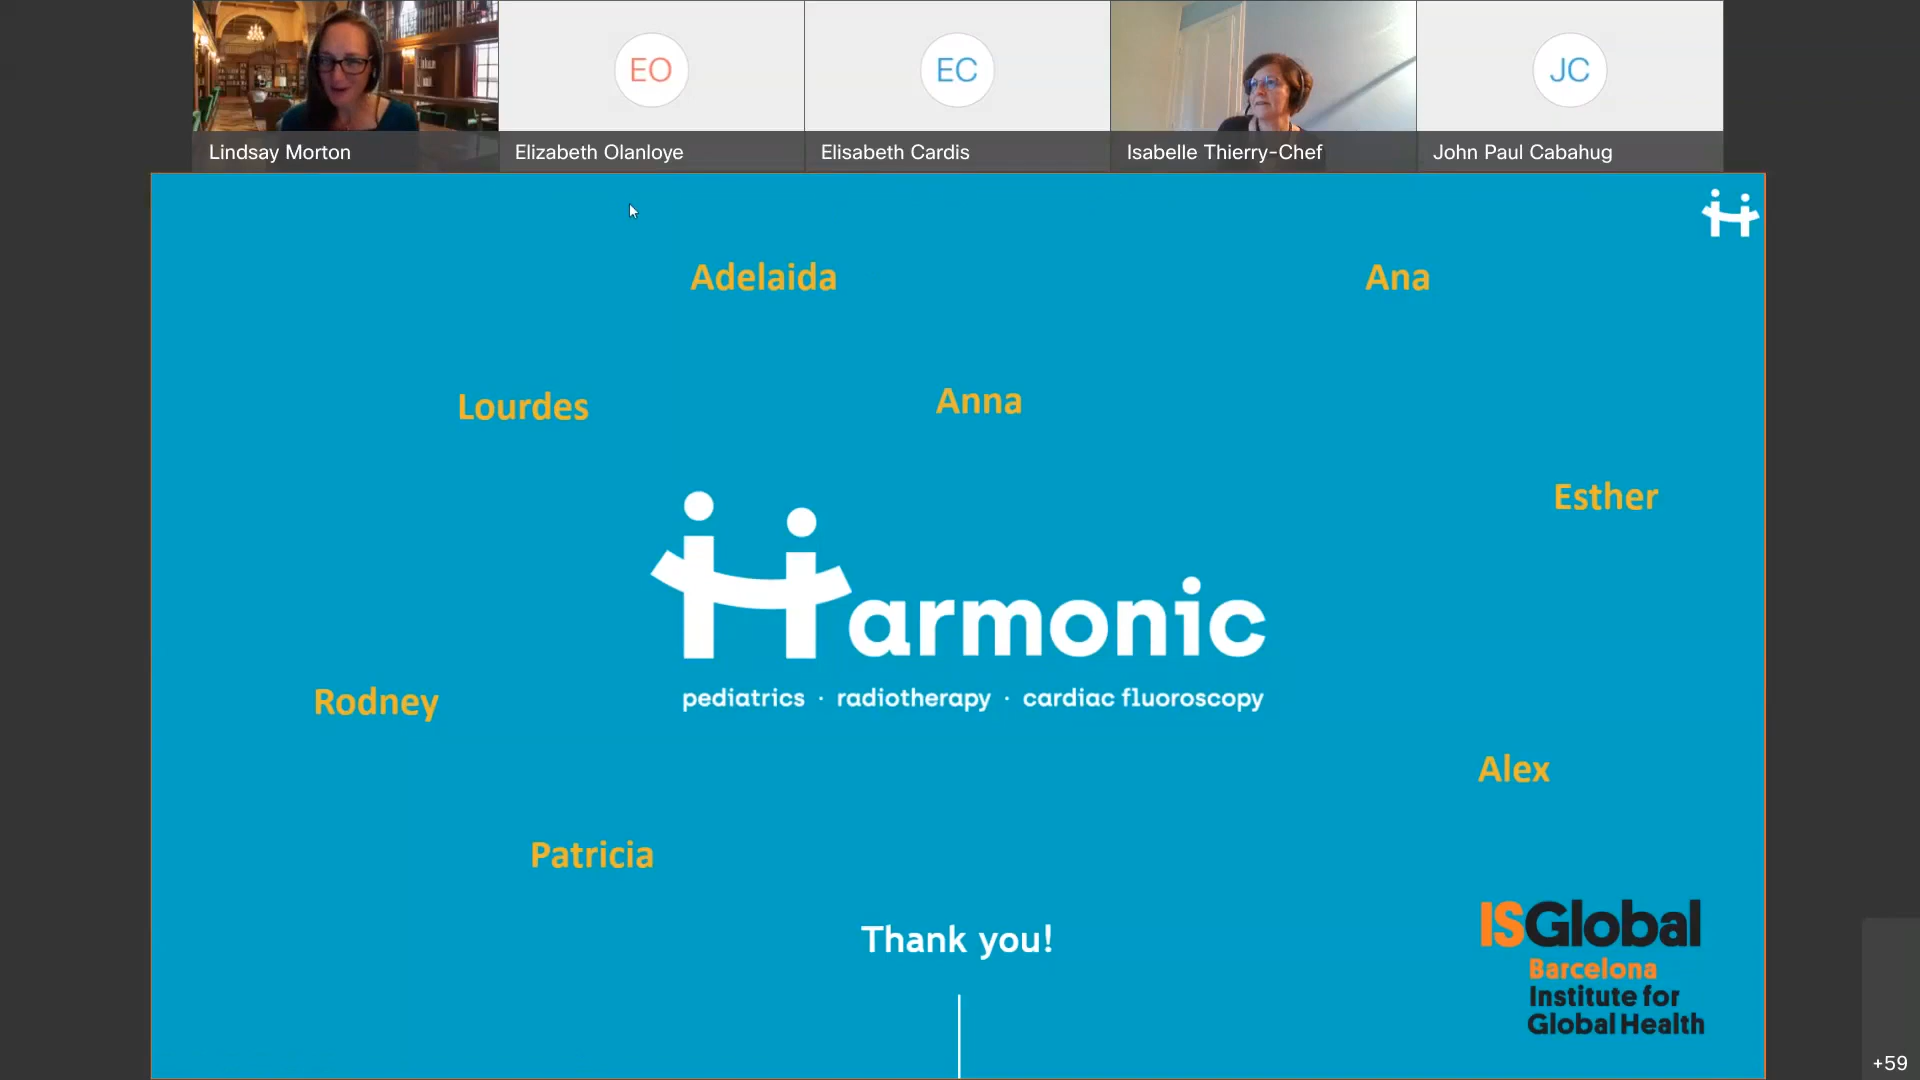 EO
EC
JC
Lindsay Morton
Elizabeth Olanloye
Elisabeth Cardis
Isabelle Thierry-Chef
John Paul Cabahug
Adelaida
Ana
Lourdes
Anna
Esther
Harmonic
pediatrics · radiotherapy · cardiac fluoroscopy
Rodney
Alex
Patricia
Thank you!
ISGlobal
Barcelona
Institute for
Global Health
+59